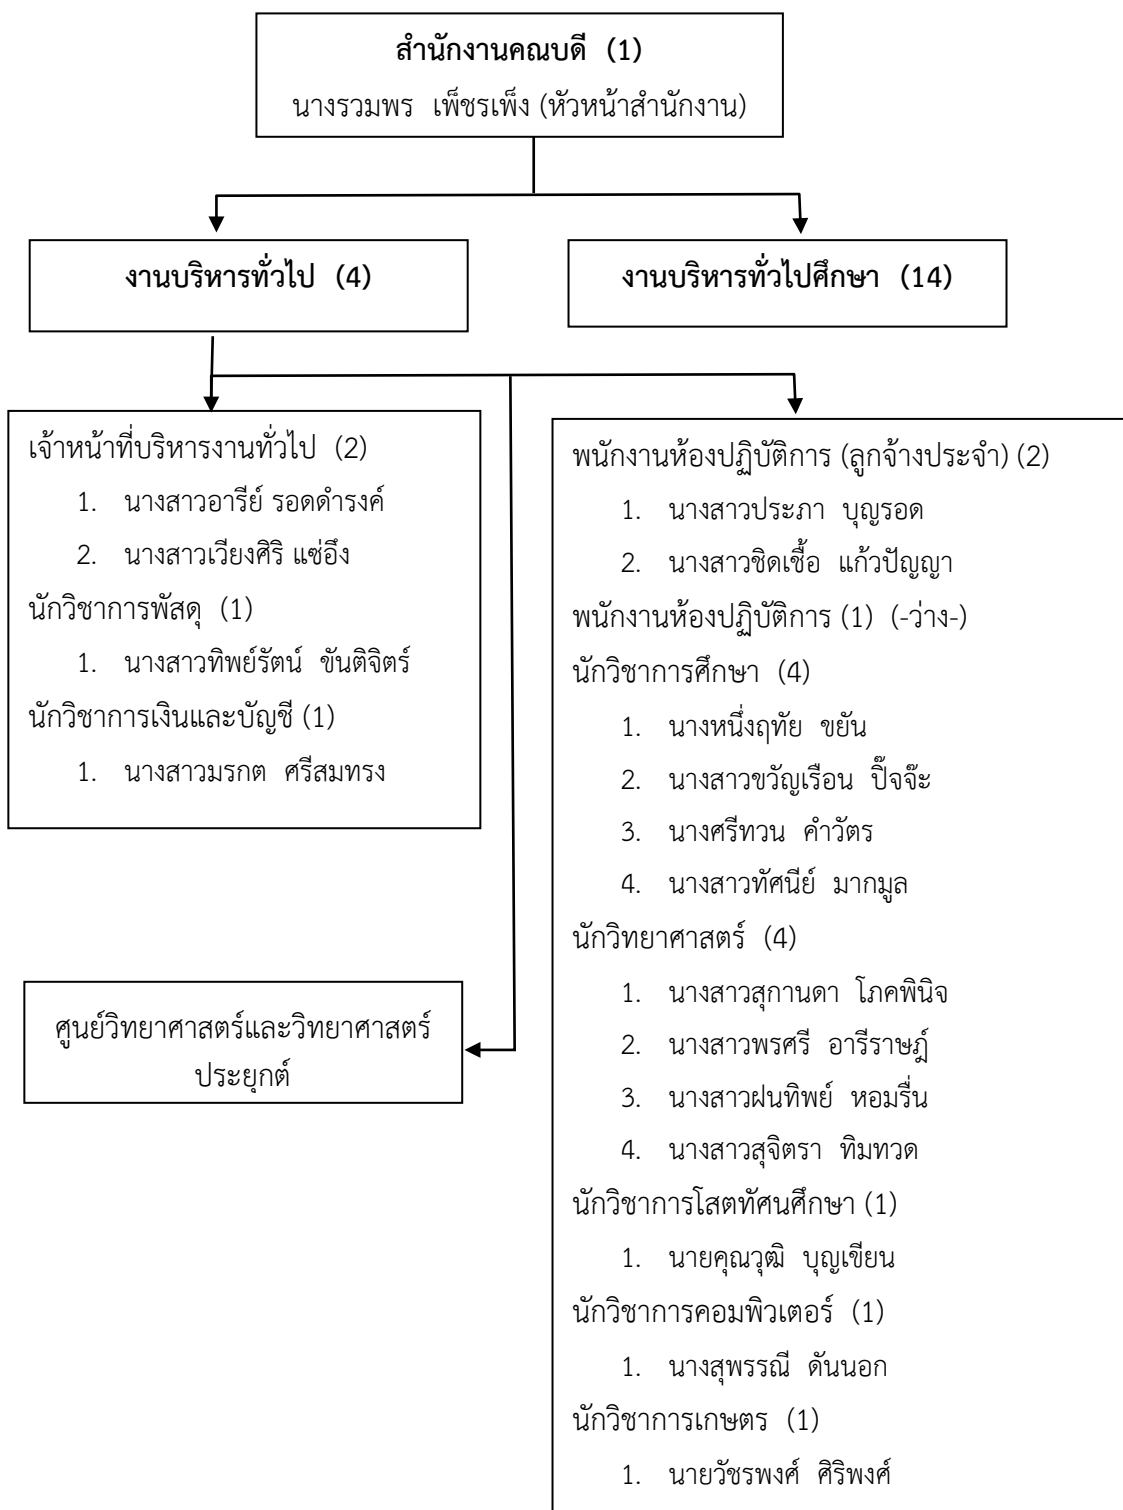 สำนักงานคณบดี (1)
นางรวมพร เพ็ชรเพ็ง (หัวหน้าสำนักงาน)
งานบริหารทั่วไป (4)
งานบริหารทั่วไปศึกษา (14)
เจ้าหน้าที่บริหารงานทั่วไป (2)
1. นางสาวอารีย์ รอดดำรงค์
2. นางสาวเวียงศิริ แซ่อึง
นักวิชาการพัสดุ (1)
1. นางสาวทิพย์รัตน์ ขันติจิตร์
นักวิชาการเงินและบัญชี (1)
1. นางสาวมรกต ศรีสมทรง
ศูนย์วิทยาศาสตร์และวิทยาศาสตร์
ประยุกต์
พนักงานห้องปฏิบัติการ (ลูกจ้างประจำ) (2)
1. นางสาวประภา บุญรอด
2. นางสาวชิดเชื้อ แก้วปัญญา
พนักงานห้องปฏิบัติการ (1) (-ว่าง-)
นักวิชาการศึกษา (4)
1. นางหนึ่งฤทัย ขยัน
2. นางสาวขวัญเรือน ปิ๊จจ๊ะ
3. นางศรีทวน คำวัตร
4. นางสาวทัศนีย์ มากมูล
นักวิทยาศาสตร์ (4)
1. นางสาวสุกานดา โภคพินิจ
2. นางสาวพรศรี อารีราษฎ์
3. นางสาวฝนทิพย์ หอมรื่น
4. นางสาวสุจิตรา ทิมทวด
นักวิชาการโสตทัศนศึกษา (1)
1. นายคุณวุฒิ บุญเขียน
นักวิชาการคอมพิวเตอร์ (1)
1. นางสุพรรณี ดันนอก
นักวิชาการเกษตร (1)
1. นายวัชรพงศ์ ศิริพงศ์